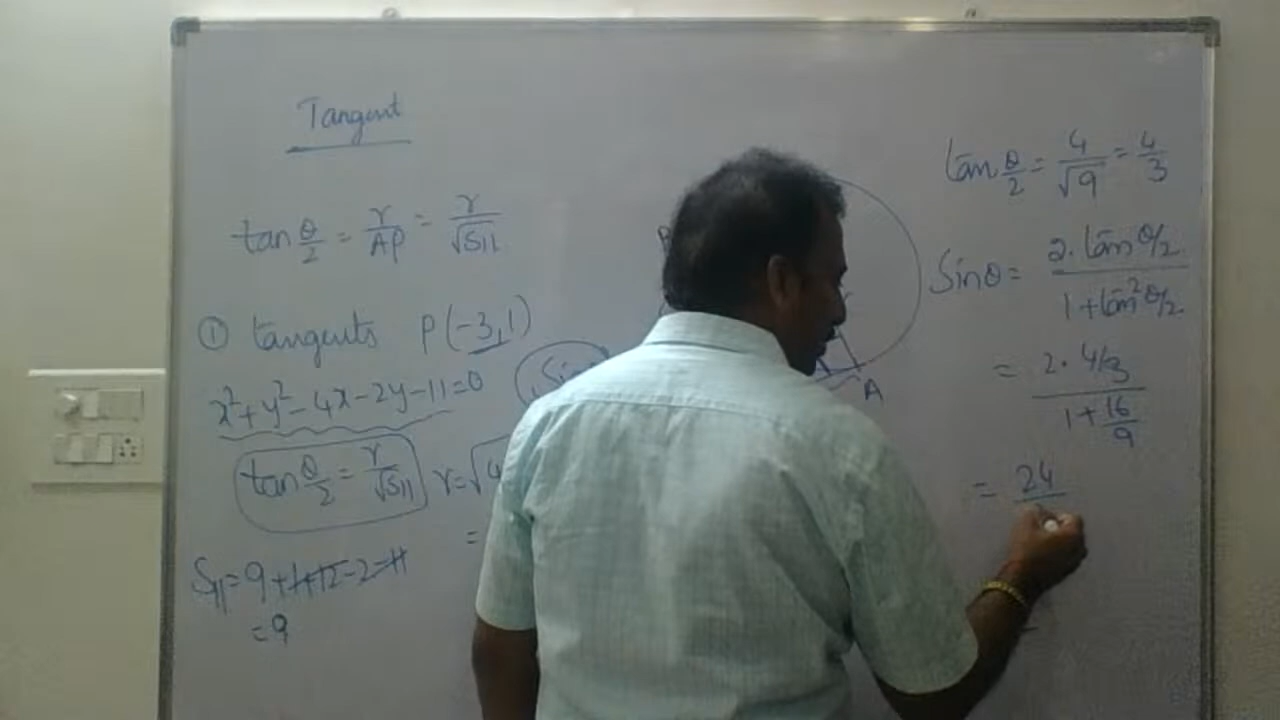 Tangent
tan θ/2 = r/AP = r/√S₁₁
① tangents P(-3,1)
x²+y²-4x-2y-11=0
tan θ/2 = r/√S₁₁ r=√4
=
S₁₁=9+1+12-2-11
=9
A
tan θ/2 = 4/√9 = 4/3
Sinθ= 2·tan θ/2 / 1+tan²θ/2
= 2·4/3 / 1+16/9
= 24